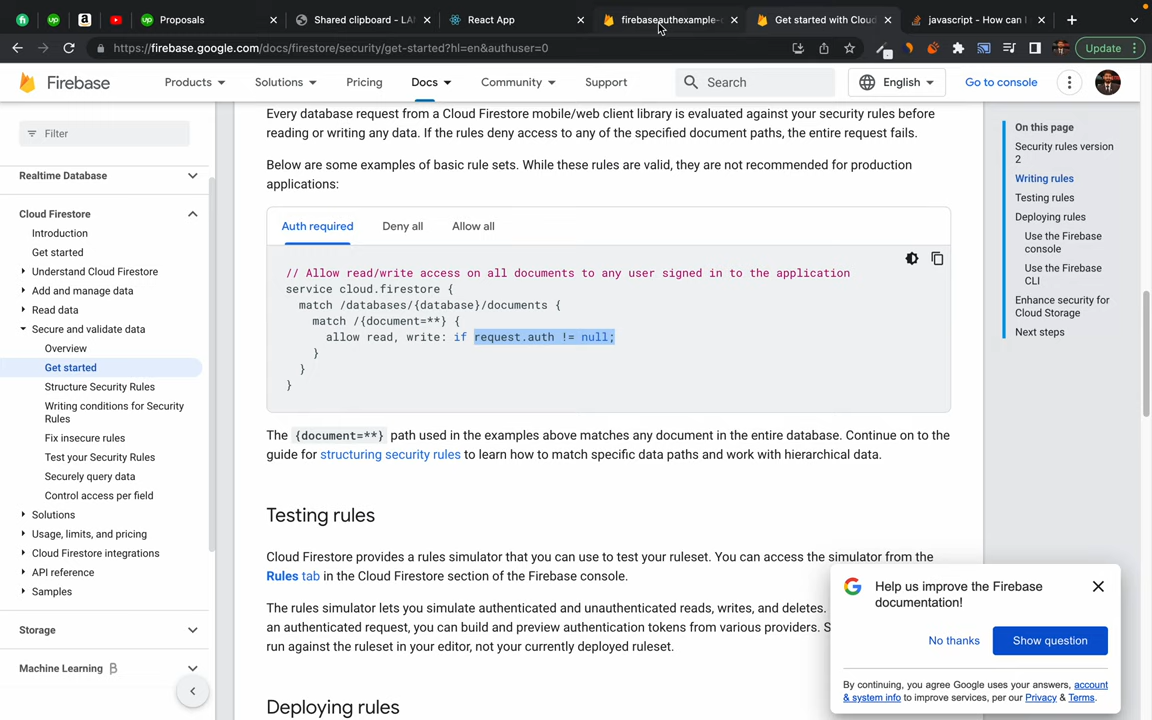 Proposals
Shared clipboard - LA
React App
firebaseauthexample-
Get started with Cloud
javascript - How can I
https://firebase.google.com/docs/firestore/security/get-started?hl=en&authuser=0
Update
Firebase
Products
Solutions
Pricing
Docs
Community
Support
Search
English
Go to console
Filter
Realtime Database
Cloud Firestore
Introduction
Get started
Understand Cloud Firestore
Add and manage data
Read data
Secure and validate data
Overview
Get started
Structure Security Rules
Writing conditions for Security
Rules
Fix insecure rules
Test your Security Rules
Securely query data
Control access per field
Solutions
Usage, limits, and pricing
Cloud Firestore integrations
API reference
Samples
Storage
Machine Learning β
Every database request from a Cloud Firestore mobile/web client library is evaluated against your security rules before
reading or writing any data. If the rules deny access to any of the specified document paths, the entire request fails.
Below are some examples of basic rule sets. While these rules are valid, they are not recommended for production
applications:
Auth required
Deny all
Allow all
// Allow read/write access on all documents to any user signed in to the application
service cloud.firestore {
match /databases/{database}/documents {
match /{document=**} {
allow read, write: if request.auth != null;
}
}
}
The {document=**} path used in the examples above matches any document in the entire database. Continue on to the
guide for structuring security rules to learn how to match specific data paths and work with hierarchical data.
Testing rules
Cloud Firestore provides a rules simulator that you can use to test your ruleset. You can access the simulator from the
Rules tab in the Cloud Firestore section of the Firebase console.
The rules simulator lets you simulate authenticated and unauthenticated reads, writes, and deletes.
an authenticated request, you can build and preview authentication tokens from various providers. S
run against the ruleset in your editor, not your currently deployed ruleset.
Deploying rules
On this page
Security rules version
2
Writing rules
Testing rules
Deploying rules
Use the Firebase
console
Use the Firebase
CLI
Enhance security for
Cloud Storage
Next steps
Help us improve the Firebase
documentation!
No thanks
Show question
By continuing, you agree Google uses your answers, account
& system info to improve services, per our Privacy & Terms.